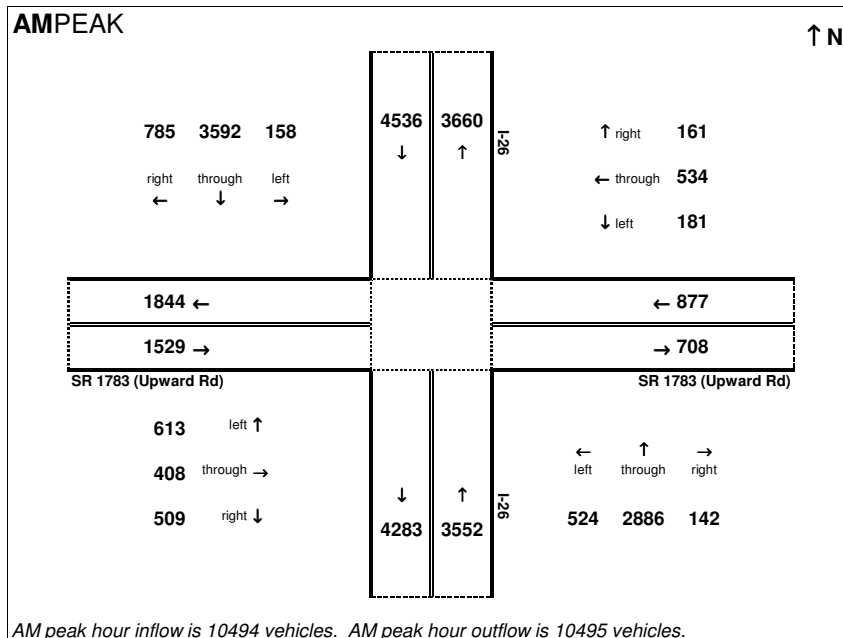 AMPEAK
↑ N
785 3592 158
right through left
← ↓ →
4536 3660
↓ ↑
I-26
↑ right 161
← through 534
↓ left 181
1844 ←
← 877
1529 →
→ 708
SR 1783 (Upward Rd)
SR 1783 (Upward Rd)
613 left ↑
408 through →
509 right ↓
↓ ↑
4283 3552
I-26
← ↑ →
left through right
524 2886 142
AM peak hour inflow is 10494 vehicles. AM peak hour outflow is 10495 vehicles.